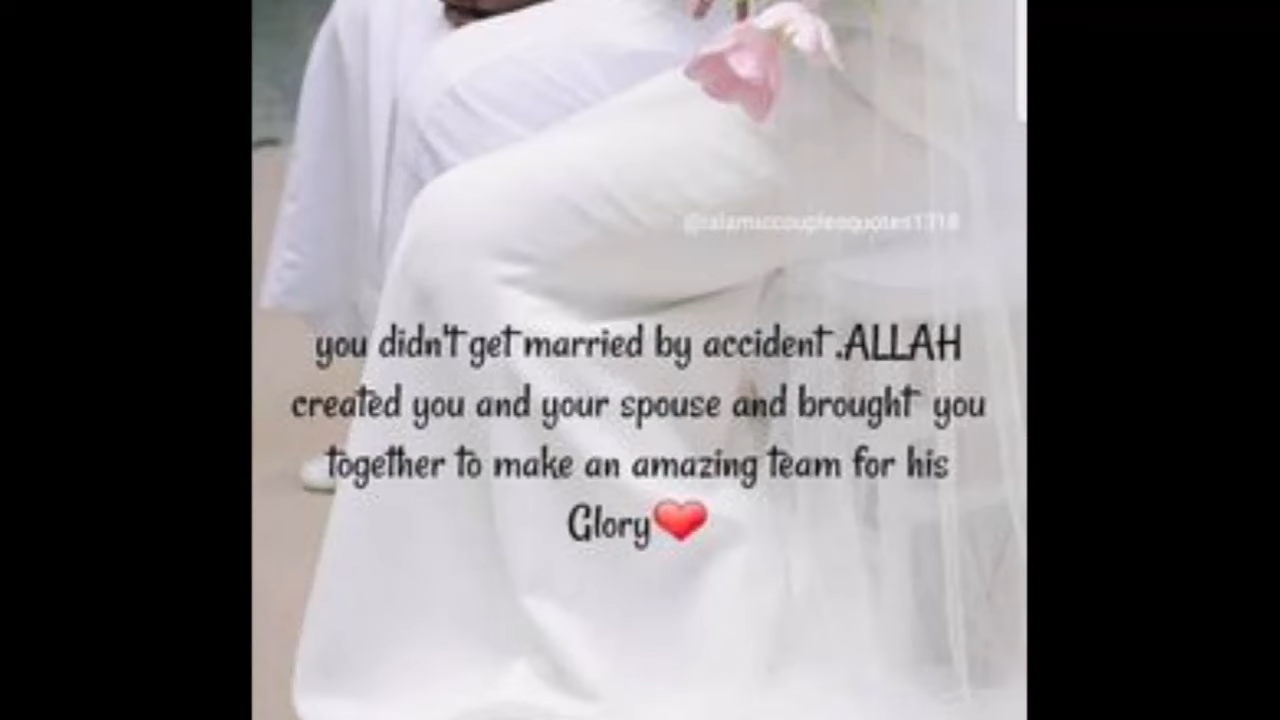 @islamiccouplesquotes1718
you didn't get married by accident .ALLAH
created you and your spouse and brought you
together to make an amazing team for his
Glory❤️